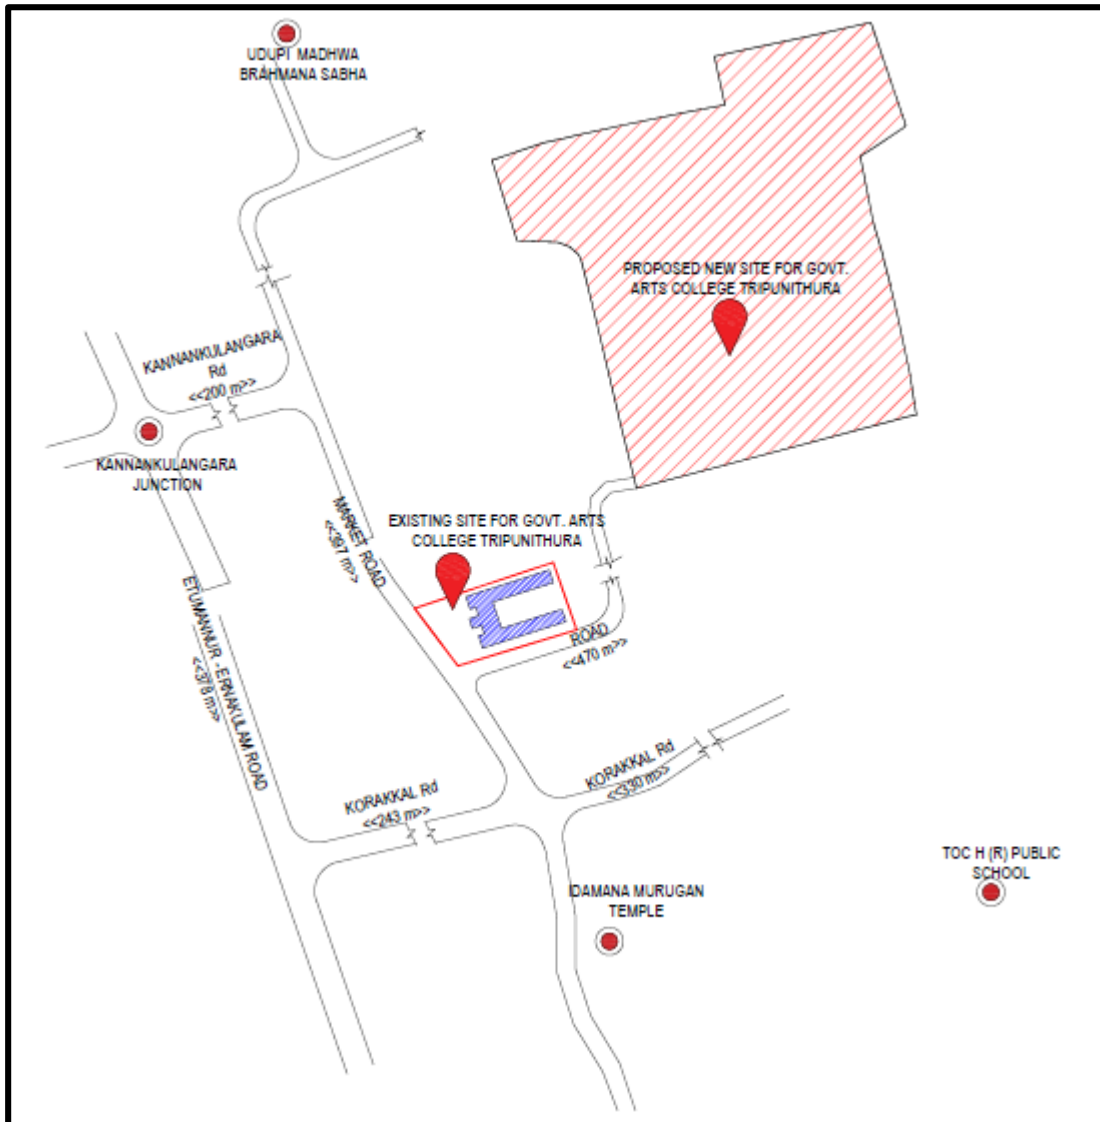 UDUPI MADHWA
BRAHMANA SABHA
PROPOSED NEW SITE FOR GOVT.
ARTS COLLEGE TRIPUNITHURA
KANNANKULANGARA
Rd
<<200 m>>
KANNANKULANGARA
JUNCTION
MARKET ROAD
<<397 m>>
EXISTING SITE FOR GOVT. ARTS
COLLEGE TRIPUNITHURA
ETUMANNUR - ERNAKULAM ROAD
<<378 m>>
ROAD
<<470 m>>
KORAKKAL Rd
<<330 m>>
KORAKKAL Rd
<<243 m>>
TOC H (R) PUBLIC
SCHOOL
IDAMANA MURUGAN
TEMPLE